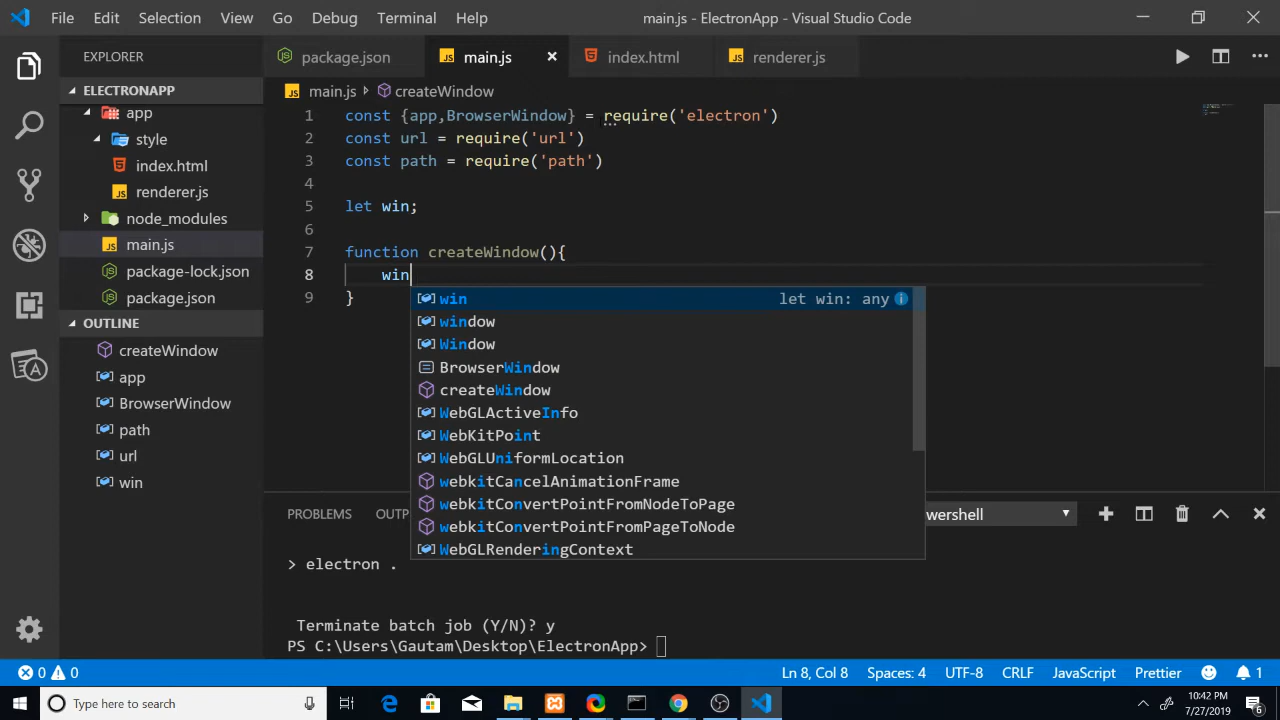 File Edit Selection View Go Debug Terminal Help main.js - ElectronApp - Visual Studio Code
EXPLORER
ELECTRONAPP
app
style
index.html
renderer.js
node_modules
main.js
package-lock.json
package.json
OUTLINE
createWindow
app
BrowserWindow
path
url
win
package.json main.js index.html renderer.js
main.js createWindow
1 const {app,BrowserWindow} = require('electron')
2 const url = require('url')
3 const path = require('path')
4
5 let win;
6
7 function createWindow(){
8 win
9 }
win let win: any
window
Window
BrowserWindow
createWindow
WebGLActiveInfo
WebKitPoint
WebGLUniformLocation
webkitCancelAnimationFrame
webkitConvertPointFromNodeToPage
webkitConvertPointFromPageToNode
WebGLRenderingContext
PROBLEMS OUTP wershell
> electron .
Terminate batch job (Y/N)? y
PS C:\Users\Gautam\Desktop\ElectronApp>
0 0 Ln 8, Col 8 Spaces: 4 UTF-8 CRLF JavaScript Prettier 1
Type here to search
10:42 PM
7/27/2019
6